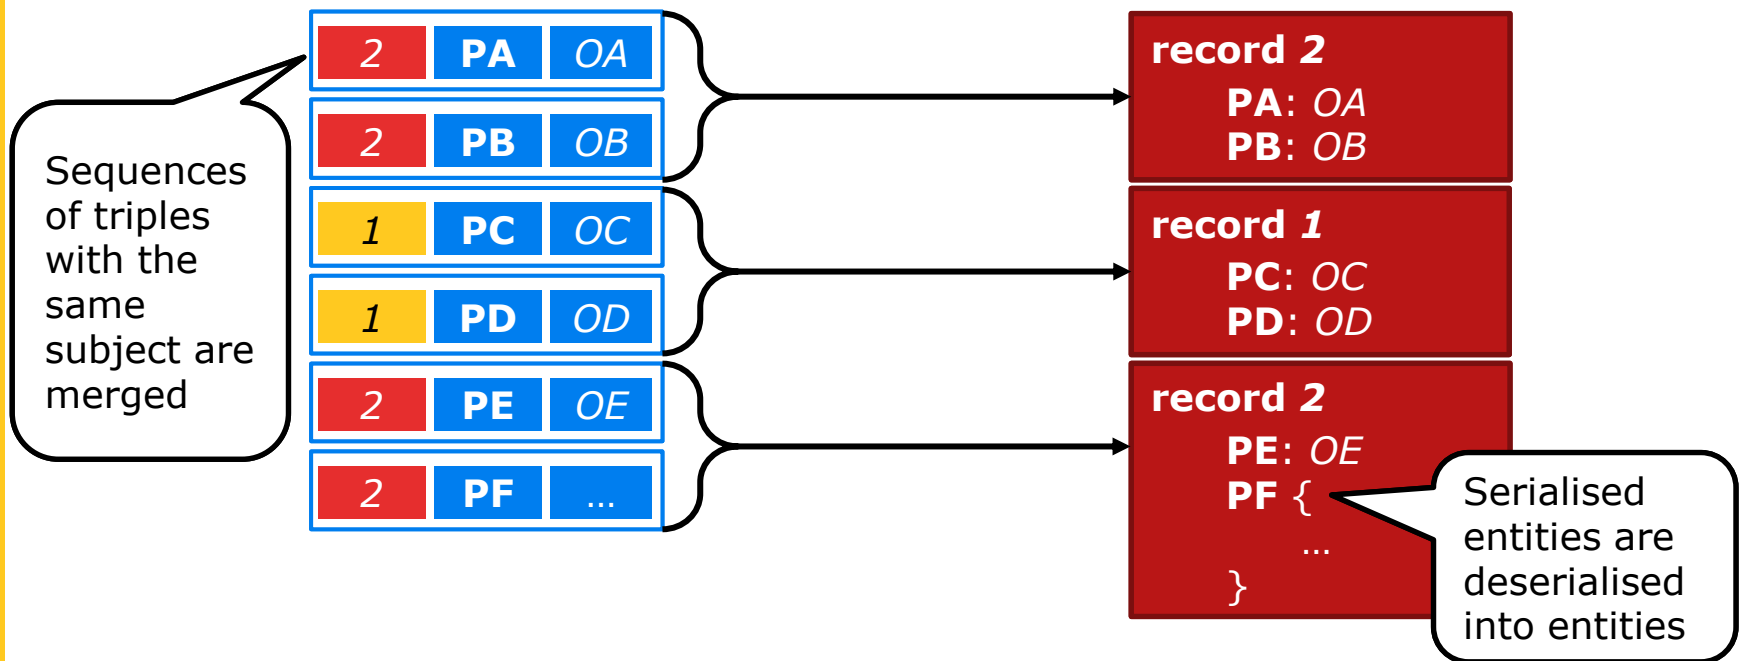 Sequences
of triples
with the
same
subject are
merged
2 PA OA
2 PB OB
1 PC OC
1 PD OD
2 PE OE
2 PF ...
record 2
PA: OA
PB: OB
record 1
PC: OC
PD: OD
record 2
PE: OE
PF {
...
}
Serialised
entities are
deserialised
into entities